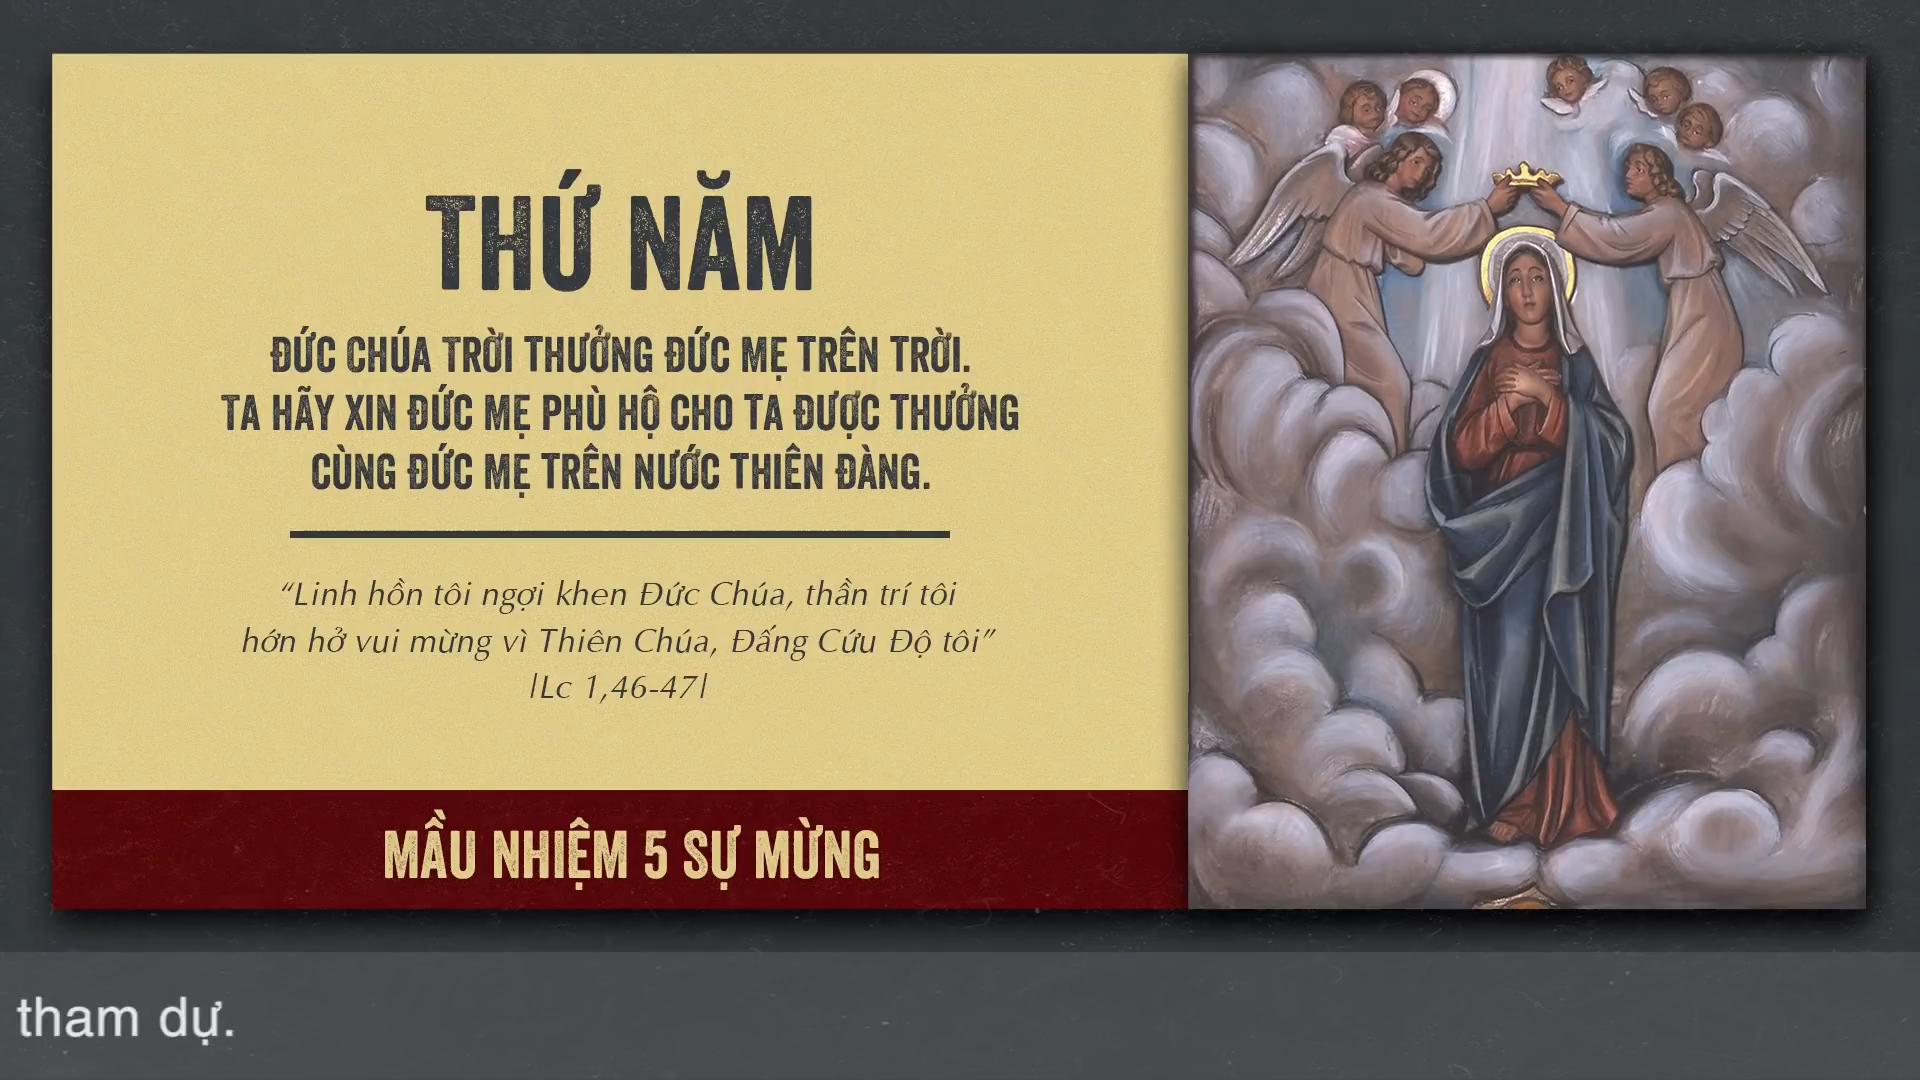 THỨ NĂM
ĐỨC CHÚA TRỜI THƯỞNG ĐỨC MẸ TRÊN TRỜI.
TA HÃY XIN ĐỨC MẸ PHÙ HỘ CHO TA ĐƯỢC THƯỞNG
CÙNG ĐỨC MẸ TRÊN NƯỚC THIÊN ĐÀNG.
“Linh hồn tôi ngợi khen Đức Chúa, thần trí tôi
hớn hở vui mừng vì Thiên Chúa, Đấng Cứu Độ tôi”
|Lc 1,46-47|
MẦU NHIỆM 5 SỰ MỪNG
tham dự.